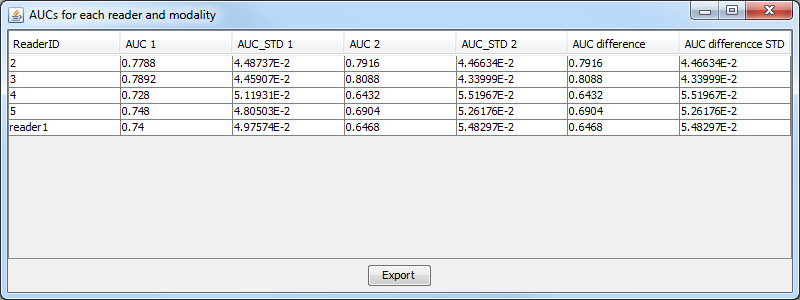 AUCs for each reader and modality
ReaderID AUC 1 AUC_STD 1 AUC 2 AUC_STD 2 AUC difference AUC differencce STD
2 0.7788 4.48737E-2 0.7916 4.46634E-2 0.7916 4.46634E-2
3 0.7892 4.45907E-2 0.8088 4.33999E-2 0.8088 4.33999E-2
4 0.728 5.11931E-2 0.6432 5.51967E-2 0.6432 5.51967E-2
5 0.748 4.80503E-2 0.6904 5.26176E-2 0.6904 5.26176E-2
reader1 0.74 4.97574E-2 0.6468 5.48297E-2 0.6468 5.48297E-2
Export